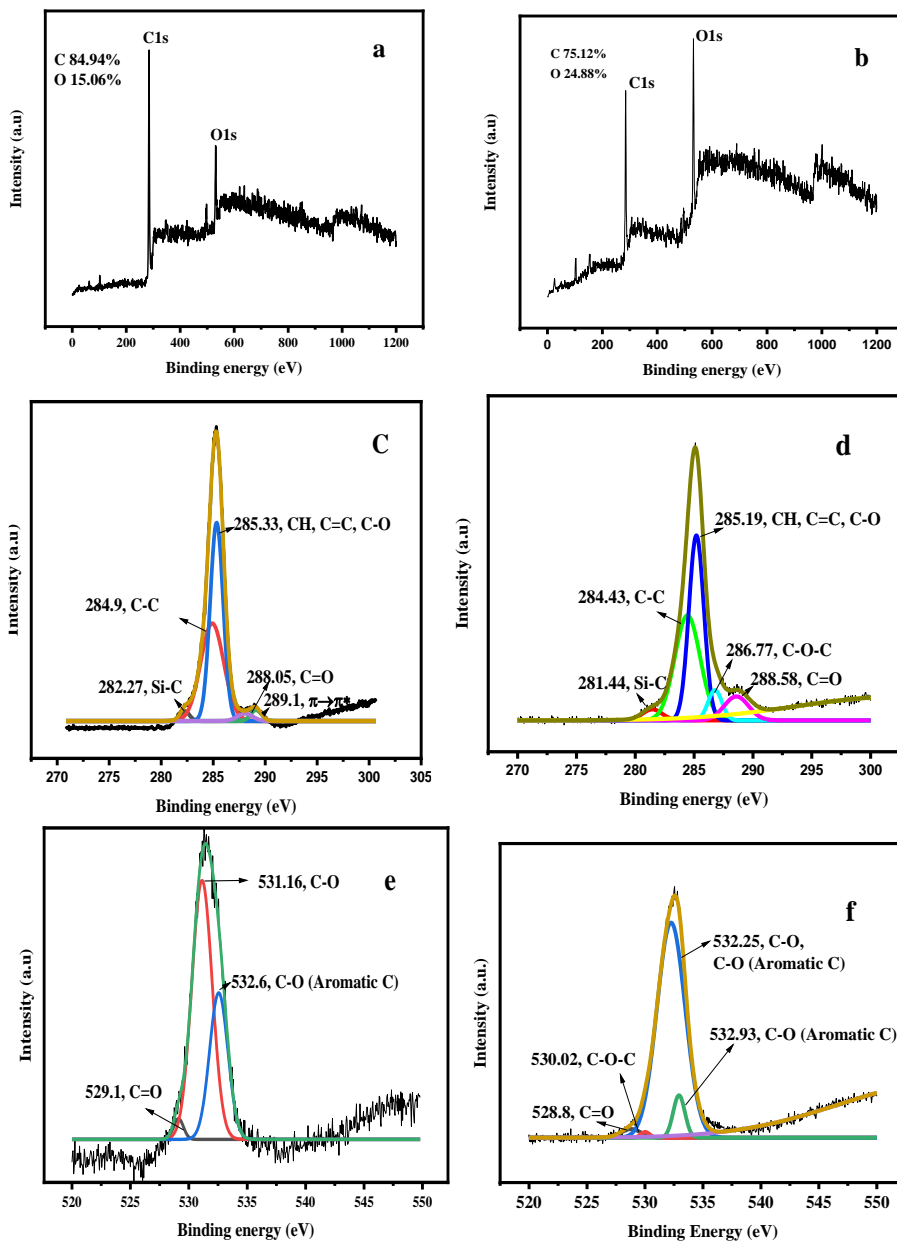 C 84.94%
O 15.06%
C1s
O1s
a
Intensity (a.u)
0 200 400 600 800 1000 1200
Binding energy (eV)
C 75.12%
O 24.88%
C1s
O1s
b
Intensity (a.u)
0 200 400 600 800 1000 1200
Binding energy (eV)
C
285.33, CH, C=C, C-O
284.9, C-C
282.27, Si-C
288.05, C=O
289.1, π→π*
Intensity (a.u)
270 275 280 285 290 295 300 305
Binding energy (eV)
d
285.19, CH, C=C, C-O
284.43, C-C
286.77, C-O-C
281.44, Si-C
288.58, C=O
Intensity (a.u)
270 275 280 285 290 295 300
Binding energy (eV)
e
531.16, C-O
532.6, C-O (Aromatic C)
529.1, C=O
Intensity (a.u)
520 525 530 535 540 545 550
Binding energy (eV)
f
532.25, C-O,
C-O (Aromatic C)
532.93, C-O (Aromatic C)
530.02, C-O-C
528.8, C=O
Intensity (a.u.)
520 525 530 535 540 545 550
Binding Energy (eV)